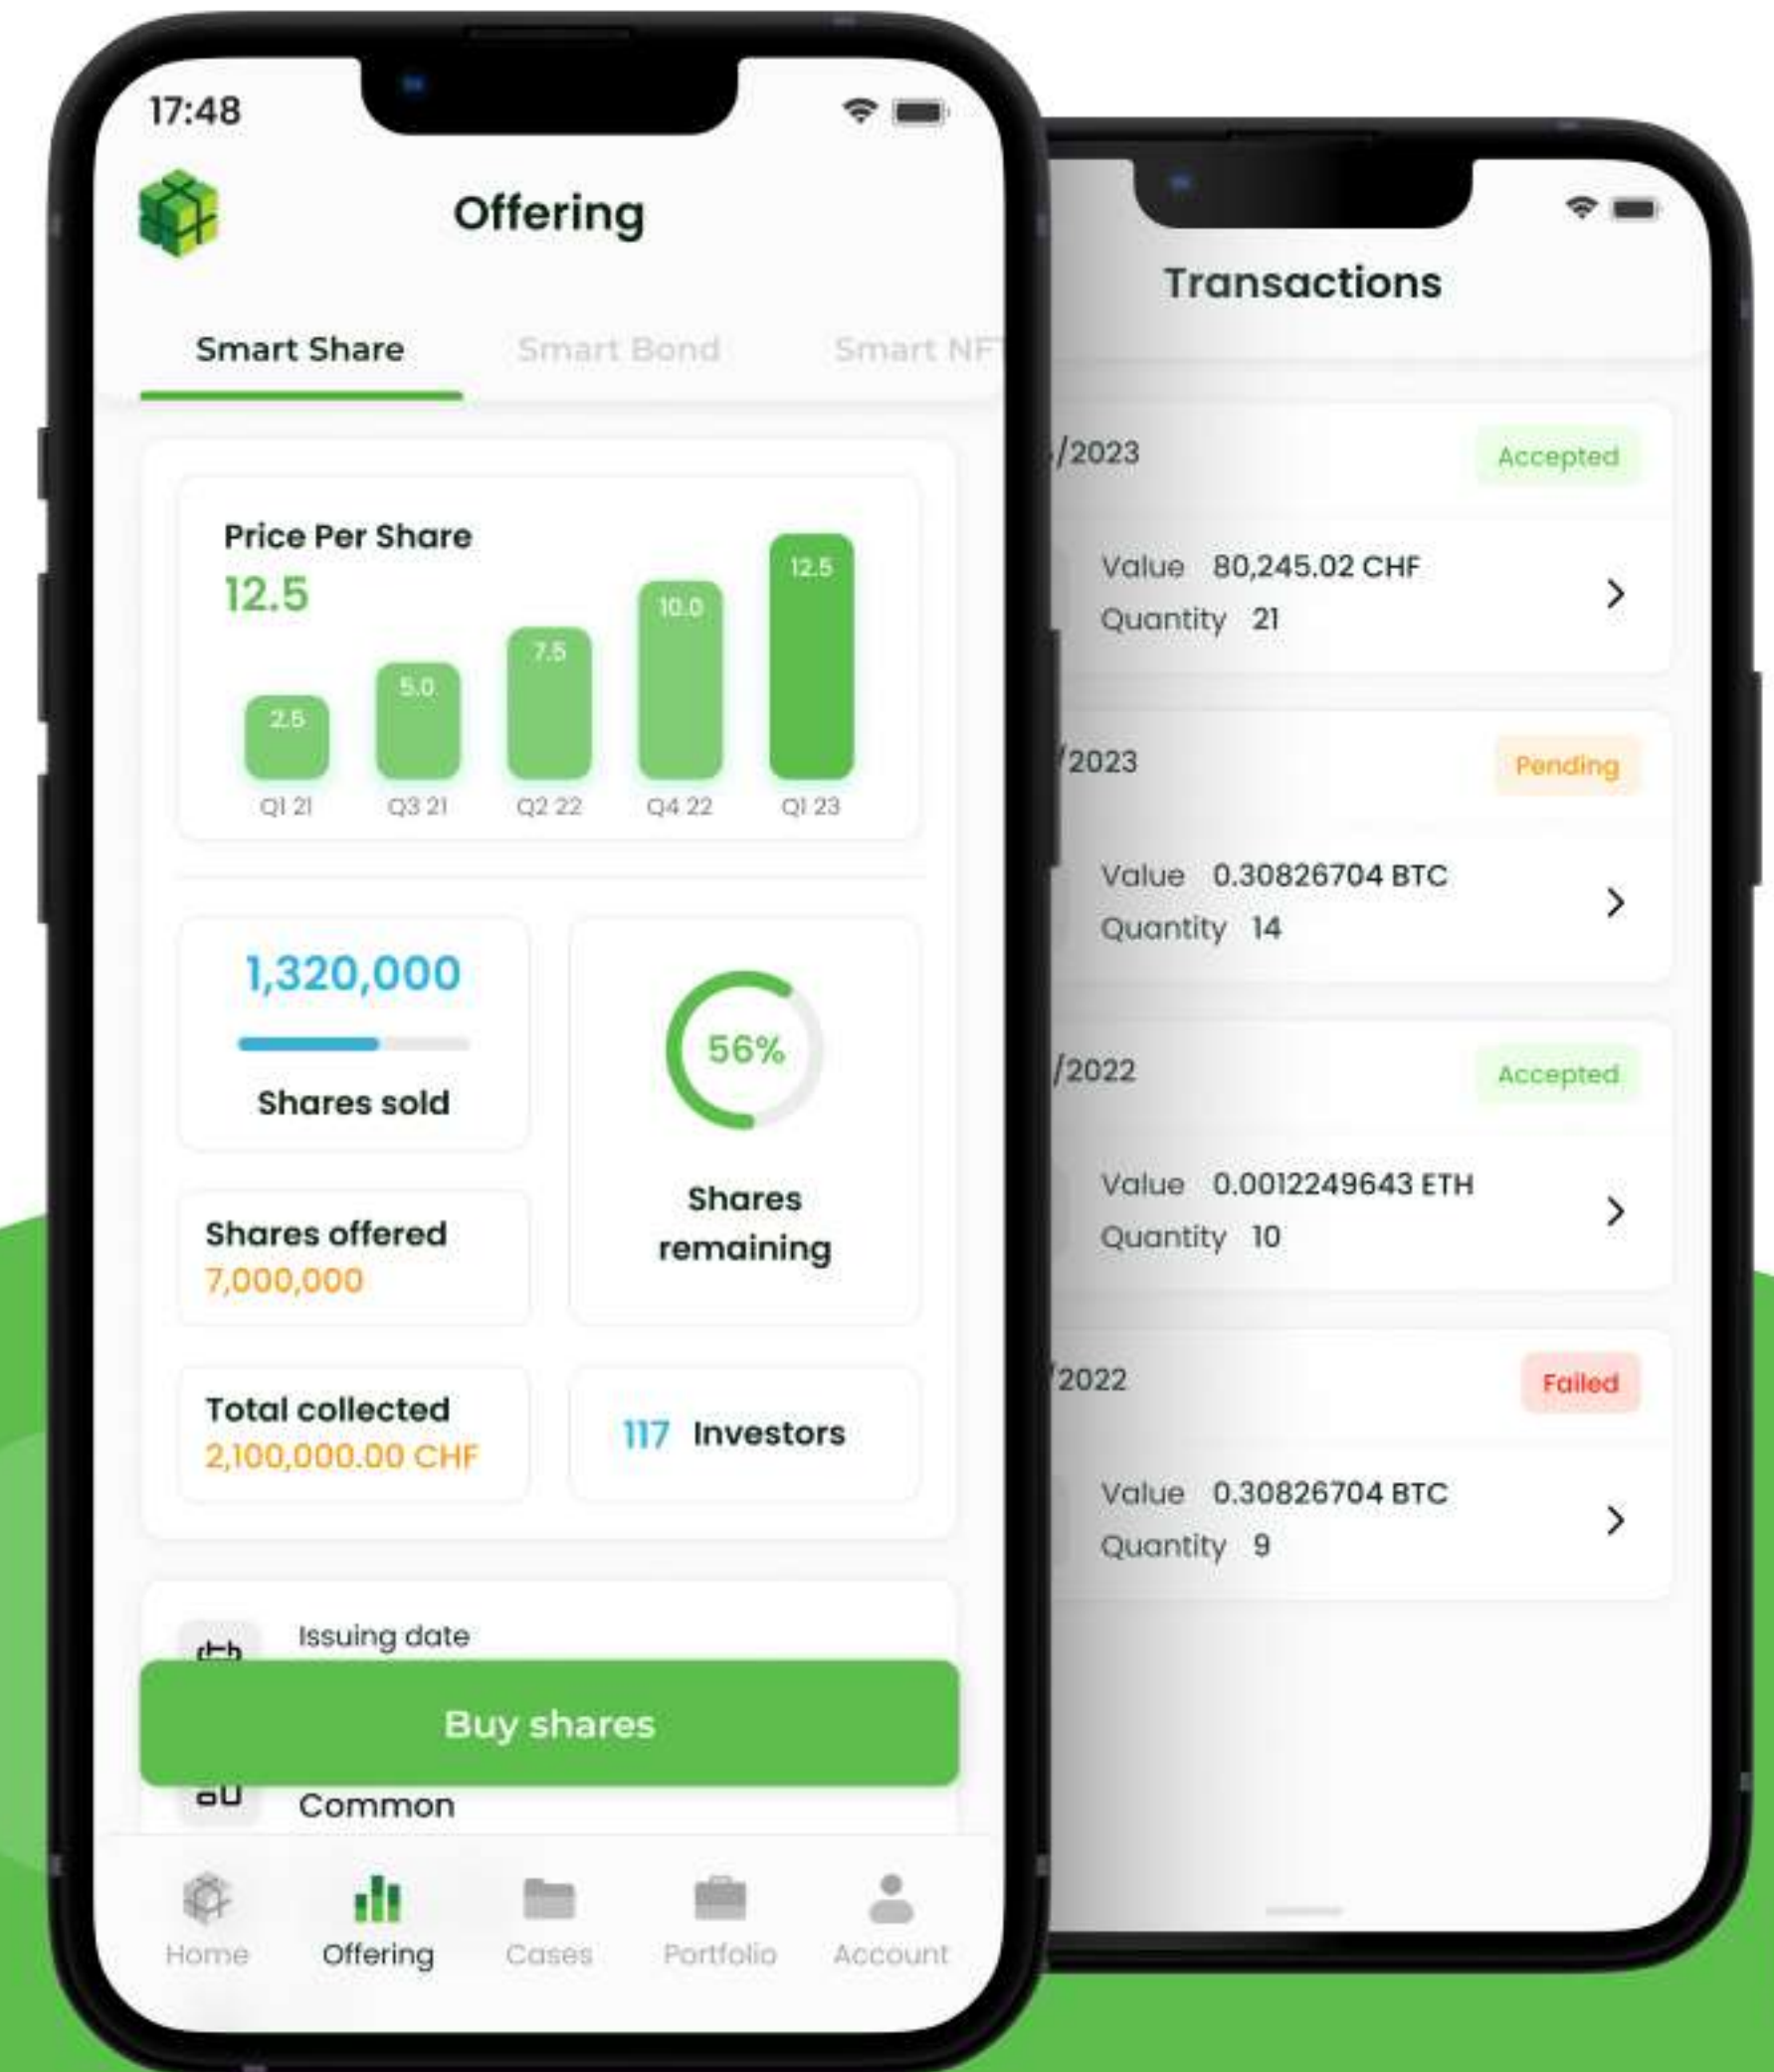 17:48
Offering
Smart Share
Smart Bond
Smart NFT
Price Per Share
12.5
2.5
5.0
7.5
10.0
12.5
Q1 21
Q3 21
Q2 22
Q4 22
Q1 23
1,320,000
Shares sold
56%
Shares
remaining
Shares offered
7,000,000
Total collected
2,100,000.00 CHF
117 Investors
Issuing date
Buy shares
Common
Home
Offering
Cases
Portfolio
Account
Transactions
/2023
Accepted
Value 80,245.02 CHF
Quantity 21
/2023
Pending
Value 0.30826704 BTC
Quantity 14
/2022
Accepted
Value 0.0012249643 ETH
Quantity 10
/2022
Failed
Value 0.30826704 BTC
Quantity 9